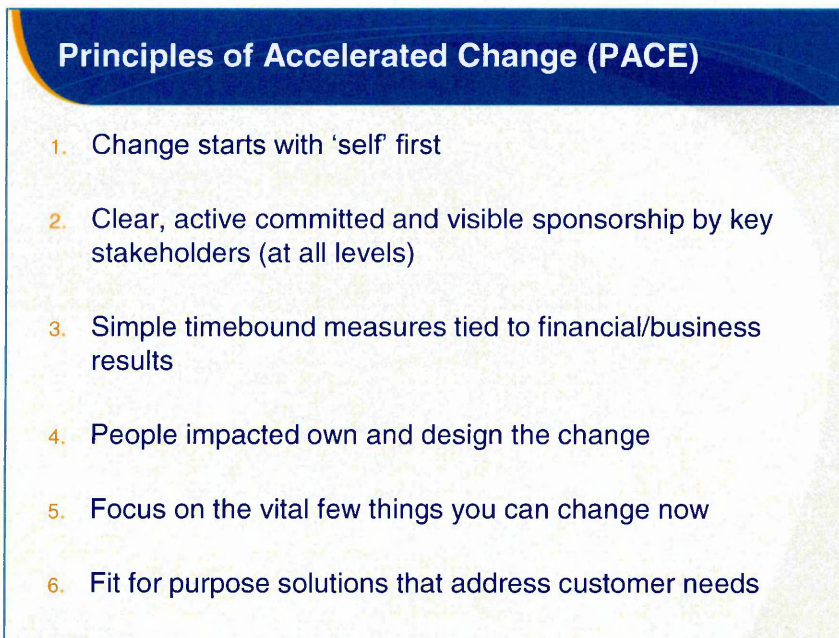 Principles of Accelerated Change (PACE)
1. Change starts with ‘self’ first
2. Clear, active committed and visible sponsorship by key
stakeholders (at all levels)
3. Simple timebound measures tied to financial/business
results
4. People impacted own and design the change
5. Focus on the vital few things you can change now
6. Fit for purpose solutions that address customer needs